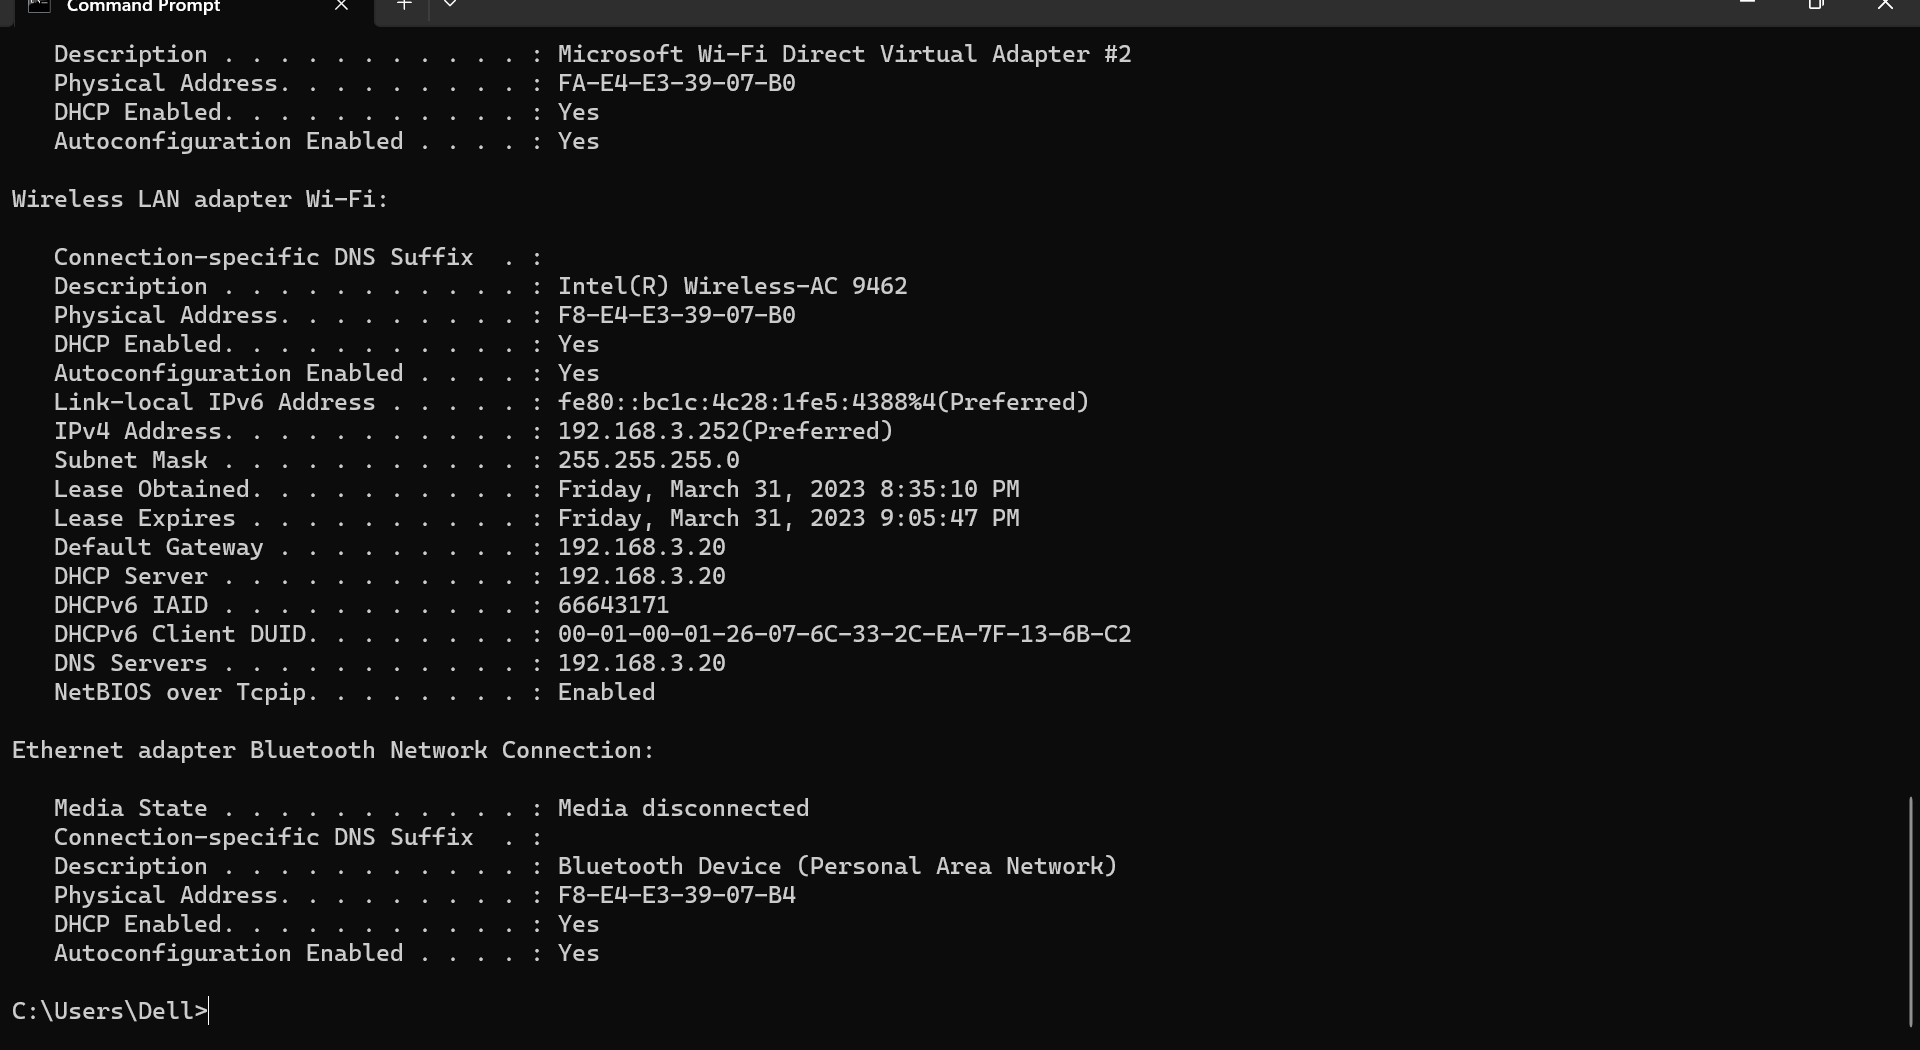 Command Prompt
   Description . . . . . . . . . . . : Microsoft Wi-Fi Direct Virtual Adapter #2
   Physical Address. . . . . . . . . : FA-E4-E3-39-07-B0
   DHCP Enabled. . . . . . . . . . . : Yes
   Autoconfiguration Enabled . . . . : Yes

Wireless LAN adapter Wi-Fi:

   Connection-specific DNS Suffix  . :
   Description . . . . . . . . . . . : Intel(R) Wireless-AC 9462
   Physical Address. . . . . . . . . : F8-E4-E3-39-07-B0
   DHCP Enabled. . . . . . . . . . . : Yes
   Autoconfiguration Enabled . . . . : Yes
   Link-local IPv6 Address . . . . . : fe80::bc1c:4c28:1fe5:4388%4(Preferred)
   IPv4 Address. . . . . . . . . . . : 192.168.3.252(Preferred)
   Subnet Mask . . . . . . . . . . . : 255.255.255.0
   Lease Obtained. . . . . . . . . . : Friday, March 31, 2023 8:35:10 PM
   Lease Expires . . . . . . . . . . : Friday, March 31, 2023 9:05:47 PM
   Default Gateway . . . . . . . . . : 192.168.3.20
   DHCP Server . . . . . . . . . . . : 192.168.3.20
   DHCPv6 IAID . . . . . . . . . . . : 66643171
   DHCPv6 Client DUID. . . . . . . . : 00-01-00-01-26-07-6C-33-2C-EA-7F-13-6B-C2
   DNS Servers . . . . . . . . . . . : 192.168.3.20
   NetBIOS over Tcpip. . . . . . . . : Enabled

Ethernet adapter Bluetooth Network Connection:

   Media State . . . . . . . . . . . : Media disconnected
   Connection-specific DNS Suffix  . :
   Description . . . . . . . . . . . : Bluetooth Device (Personal Area Network)
   Physical Address. . . . . . . . . : F8-E4-E3-39-07-B4
   DHCP Enabled. . . . . . . . . . . : Yes
   Autoconfiguration Enabled . . . . : Yes

C:\Users\Dell>